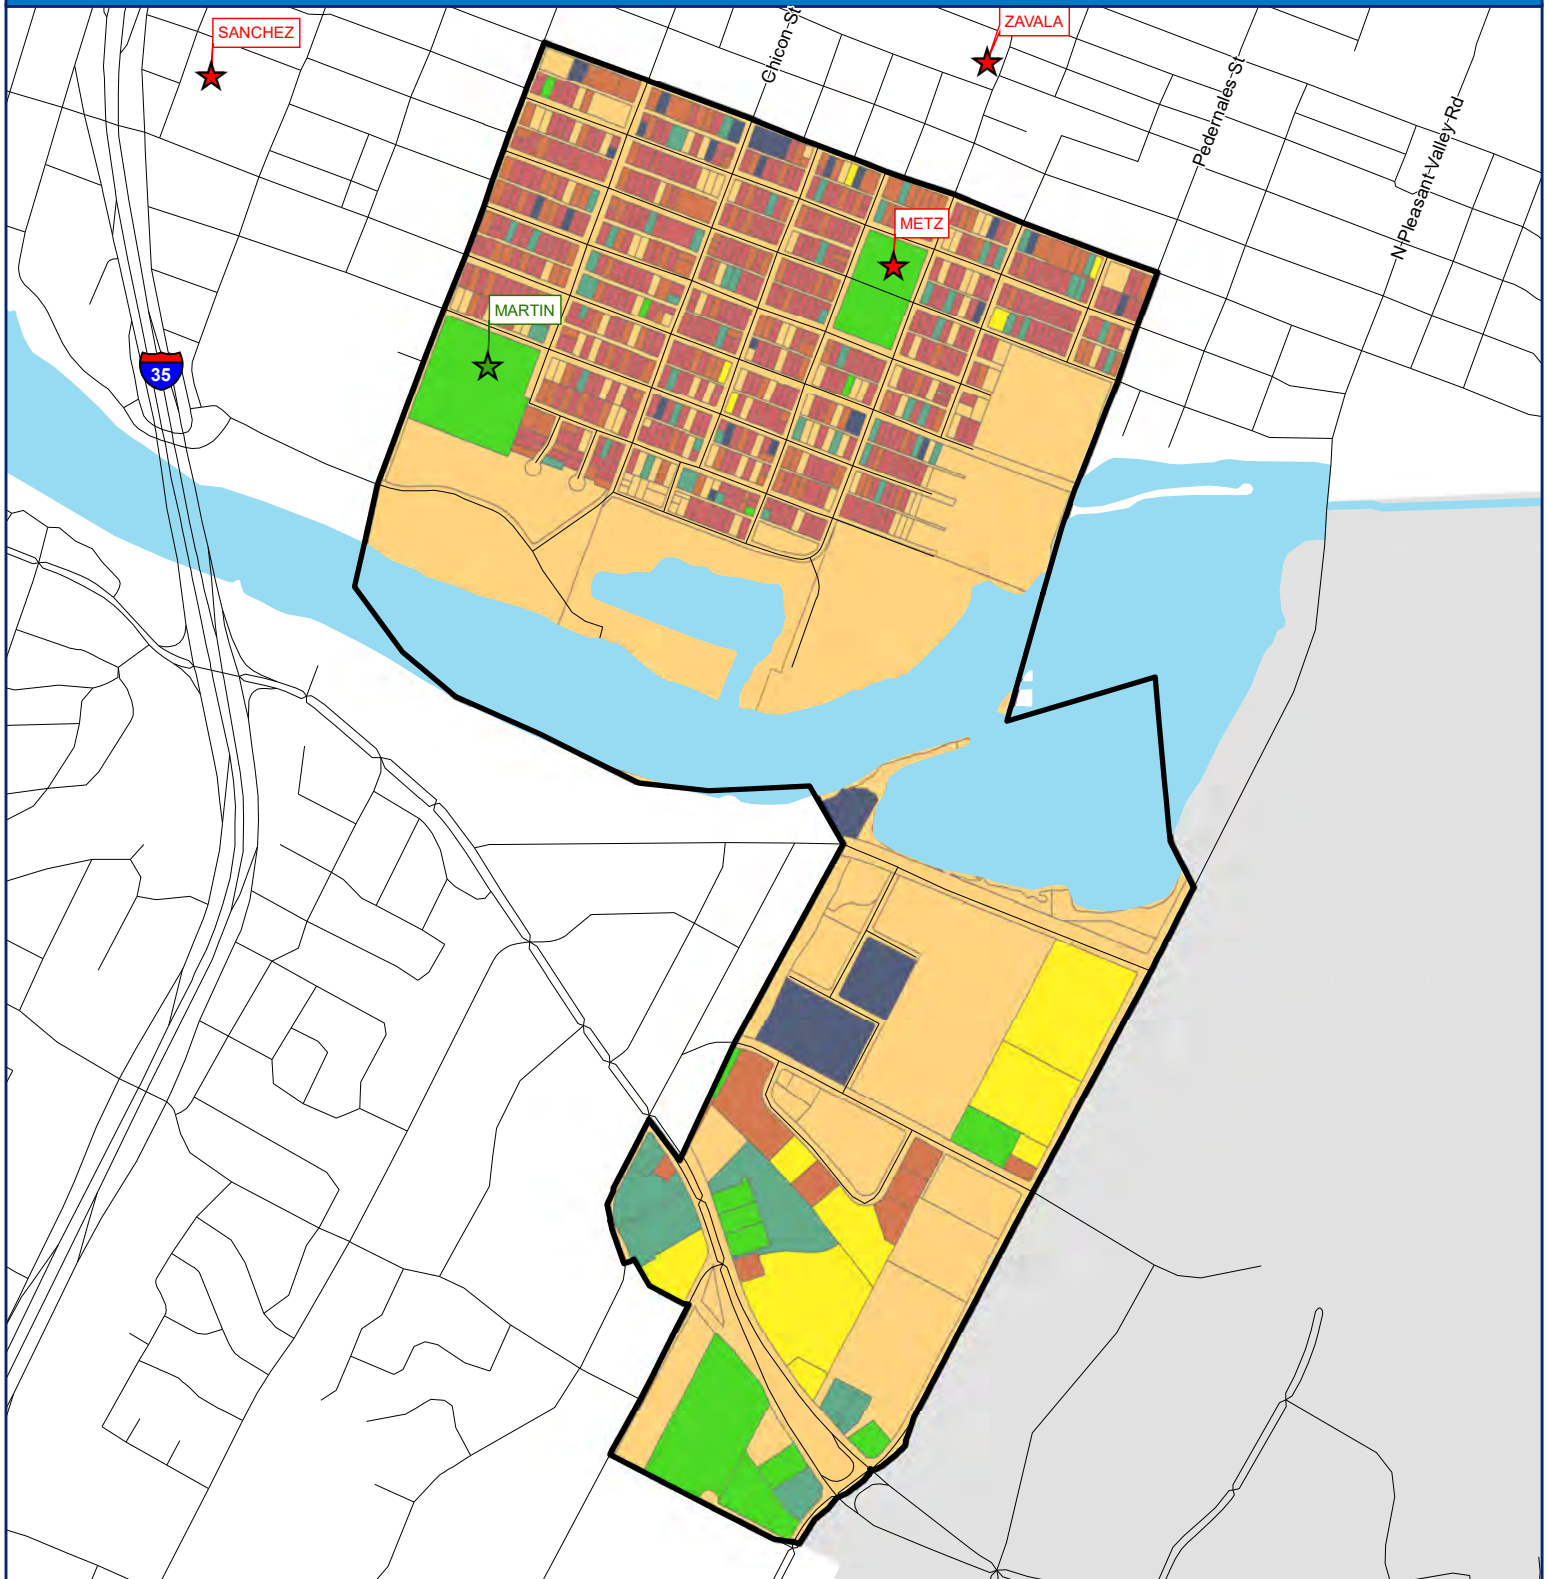 SANCHEZ
ZAVALA
Chicon St
Pedernales St
N Pleasant Valley Rd
METZ
MARTIN
35